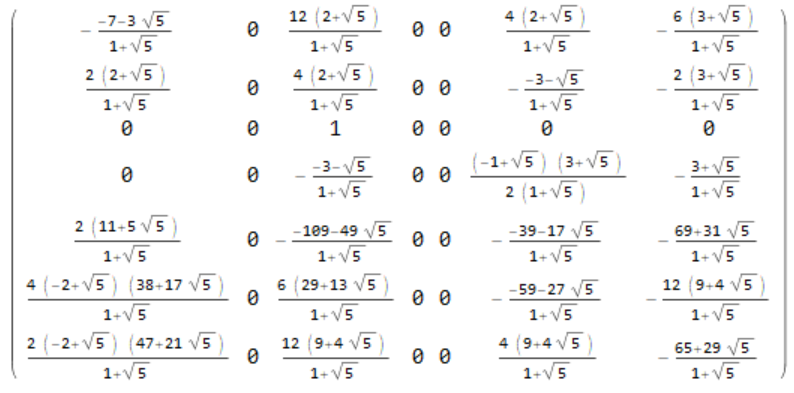 - (-7-3 √5)/(1+√5) 0 12 (2+√5)/(1+√5) 0 0 4 (2+√5)/(1+√5) - 6 (3+√5)/(1+√5)
2 (2+√5)/(1+√5) 0 4 (2+√5)/(1+√5) 0 0 - (-3-√5)/(1+√5) - 2 (3+√5)/(1+√5)
0 0 1 0 0 0 0
0 0 - (-3-√5)/(1+√5) 0 0 (-1+√5) (3+√5)/2 (1+√5) - (3+√5)/(1+√5)
2 (11+5 √5)/(1+√5) 0 - (-109-49 √5)/(1+√5) 0 0 - (-39-17 √5)/(1+√5) - (69+31 √5)/(1+√5)
4 (-2+√5) (38+17 √5)/(1+√5) 0 6 (29+13 √5)/(1+√5) 0 0 - (-59-27 √5)/(1+√5) - 12 (9+4 √5)/(1+√5)
2 (-2+√5) (47+21 √5)/(1+√5) 0 12 (9+4 √5)/(1+√5) 0 0 4 (9+4 √5)/(1+√5) - (65+29 √5)/(1+√5)